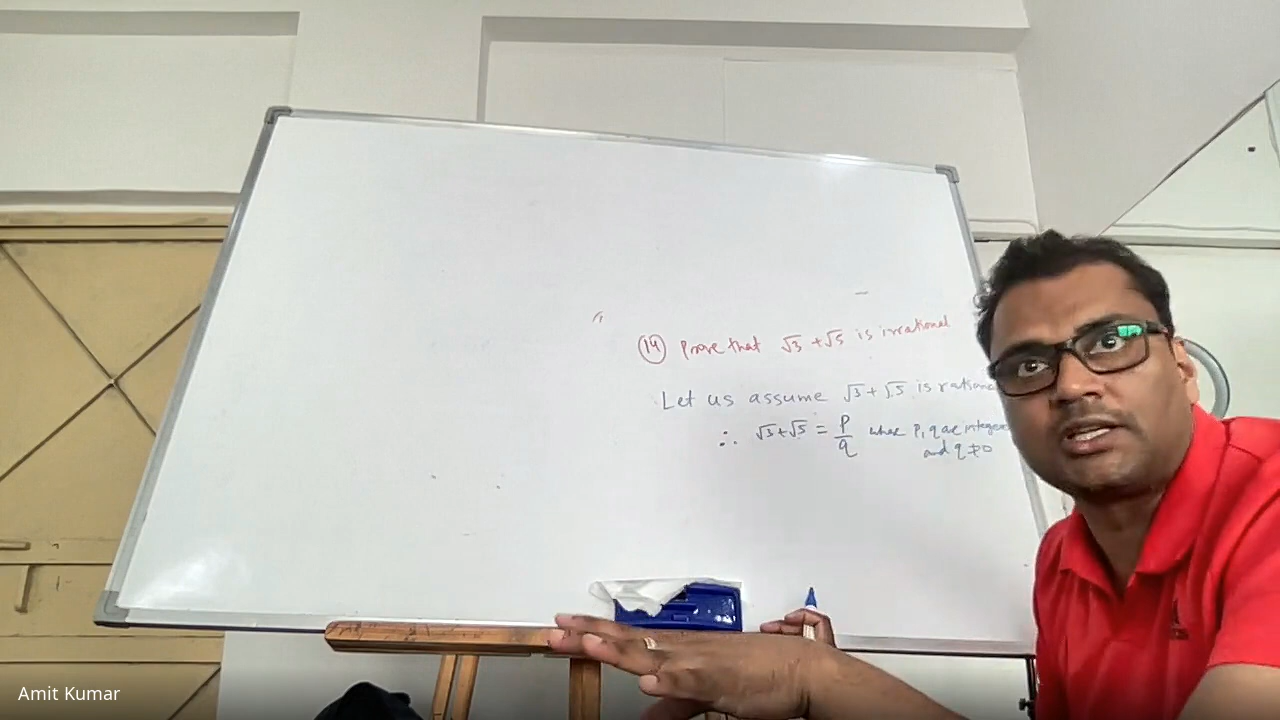 (14) Prove that √3 + √5 is irrational
Let us assume √3 + √5 is rational
∴ √3 + √5 = p/q where p, q are integers
and q ≠ 0
Amit Kumar